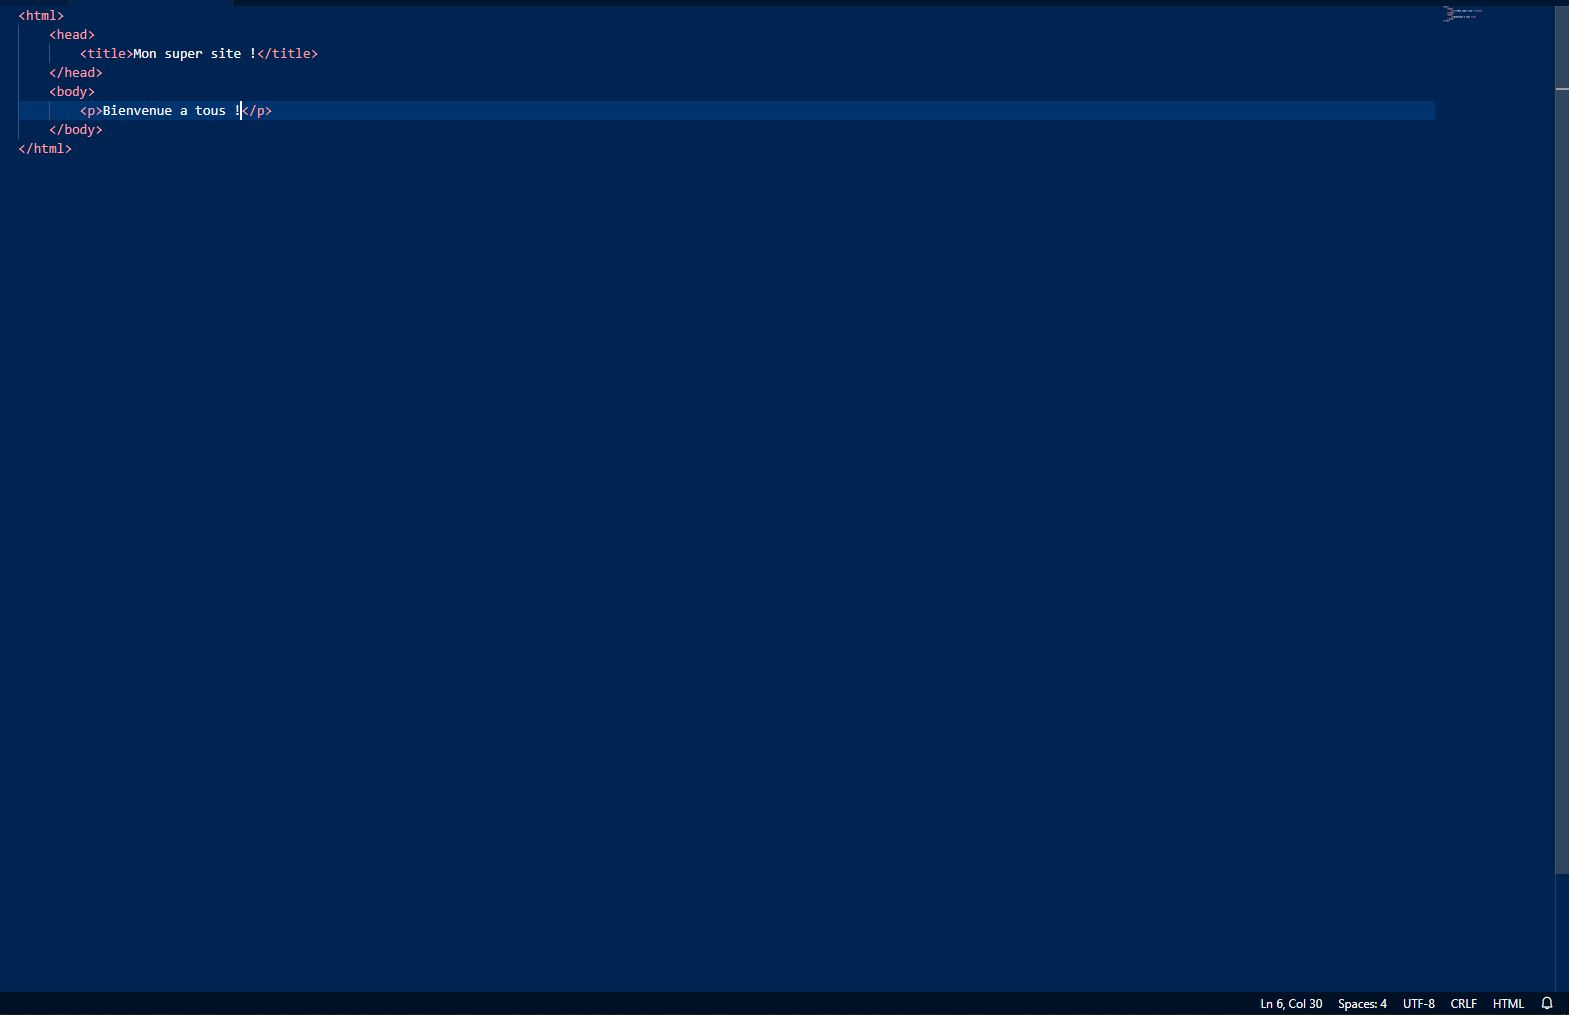 <html>
<head>
<title>Mon super site !</title>
</head>
<body>
<p>Bienvenue a tous !</p>
</body>
</html>
Ln 6, Col 30 Spaces: 4 UTF-8 CRLF HTML